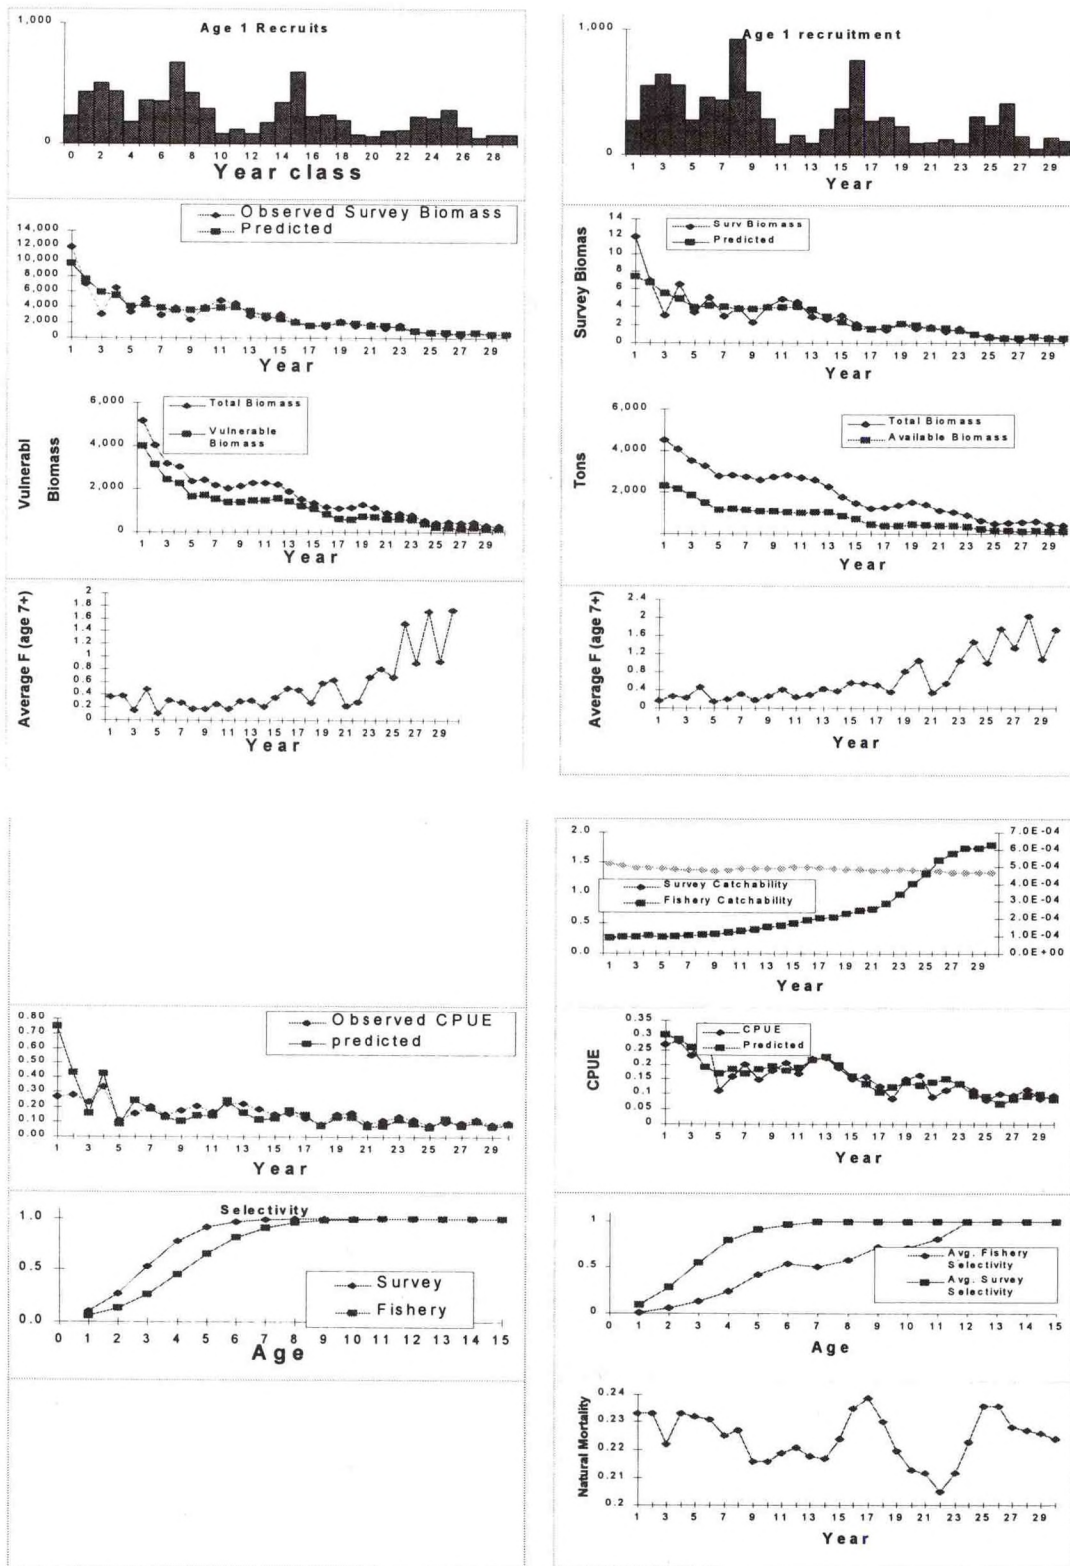 Age 1 Recruits
1,000
0
0 2 4 6 8 10 12 14 16 18 20 22 24 26 28
Year class
Observed Survey Biomass
Predicted
14,000
12,000
10,000
8,000
6,000
4,000
2,000
0
1 3 5 7 9 11 13 15 17 19 21 23 25 27 29
Year
6,000
4,000
2,000
0
Total Biomass
Vulnerable
Biomass
Vulnerabl
Biomass
1 3 5 7 9 11 13 15 17 19 21 23 25 27 29
Year
Average F (age 7+)
2
1.8
1.6
1.4
1.2
1
0.8
0.6
0.4
0.2
0
1 3 5 7 9 11 13 15 17 19 21 23 25 27 29
Year
0.80
0.70
0.60
0.50
0.40
0.30
0.20
0.10
0.00
Observed CPUE
predicted
1 3 5 7 9 11 13 15 17 19 21 23 25 27 29
Year
Selectivity
1.0
0.5
0.0
Survey
Fishery
0 1 2 3 4 5 6 7 8 9 10 11 12 13 14 15
Age
Age 1 recruitment
1,000
0
1 3 5 7 9 11 13 15 17 19 21 23 25 27 29
Year
Survey Biomas
14
12
10
8
6
4
2
0
Surv Biomass
Predicted
1 3 5 7 9 11 13 15 17 19 21 23 25 27 29
Year
Tons
6,000
4,000
2,000
Total Biomass
Available Biomass
1 3 5 7 9 11 13 15 17 19 21 23 25 27 29
Year
Average F (age 7+)
2.4
2
1.6
1.2
0.8
0.4
0
1 3 5 7 9 11 13 15 17 19 21 23 25 27 29
Year
2.0
1.5
1.0
0.5
0.0
Survey Catchability
Fishery Catchability
7.0E-04
6.0E-04
5.0E-04
4.0E-04
3.0E-04
2.0E-04
1.0E-04
0.0E+00
1 3 5 7 9 11 13 15 17 19 21 23 25 27 29
Year
CPUE
0.35
0.3
0.25
0.2
0.15
0.1
0.05
0
CPUE
Predicted
1 3 5 7 9 11 13 15 17 19 21 23 25 27 29
Year
1
0.5
0
Avg. Fishery
Selectivity
Avg. Survey
Selectivity
0 1 2 3 4 5 6 7 8 9 10 11 12 13 14 15
Age
Natural Mortality
0.24
0.23
0.22
0.21
0.2
1 3 5 7 9 11 13 15 17 19 21 23 25 27 29
Year